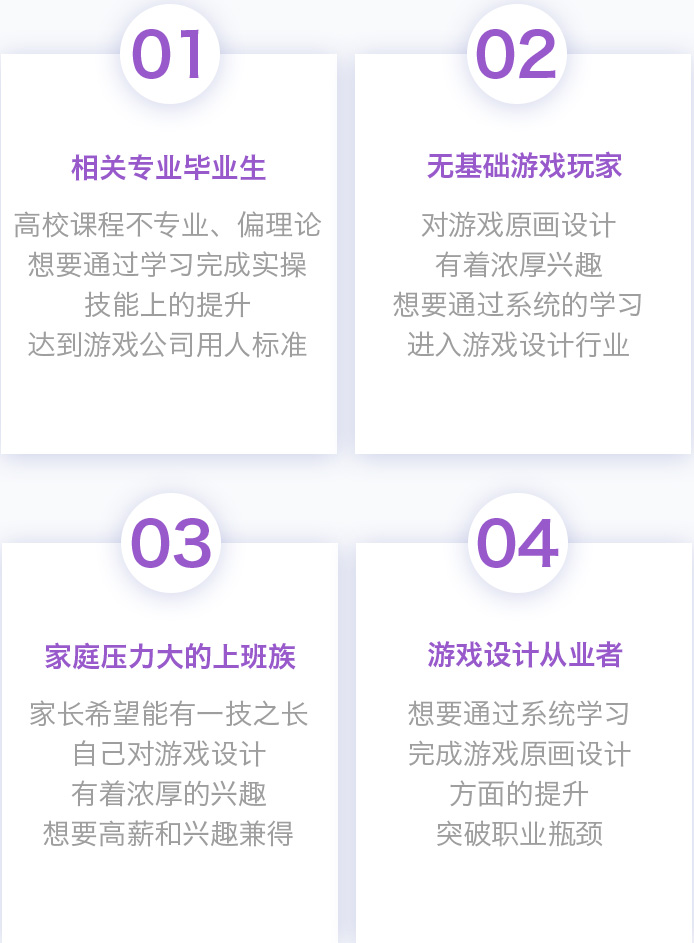 01
相关专业毕业生
高校课程不专业、偏理论
想要通过学习完成实操
技能上的提升
达到游戏公司用人标准
02
无基础游戏玩家
对游戏原画设计
有着浓厚兴趣
想要通过系统的学习
进入游戏设计行业
03
家庭压力大的上班族
家长希望能有一技之长
自己对游戏设计
有着浓厚的兴趣
想要高薪和兴趣兼得
04
游戏设计从业者
想要通过系统学习
完成游戏原画设计
方面的提升
突破职业瓶颈